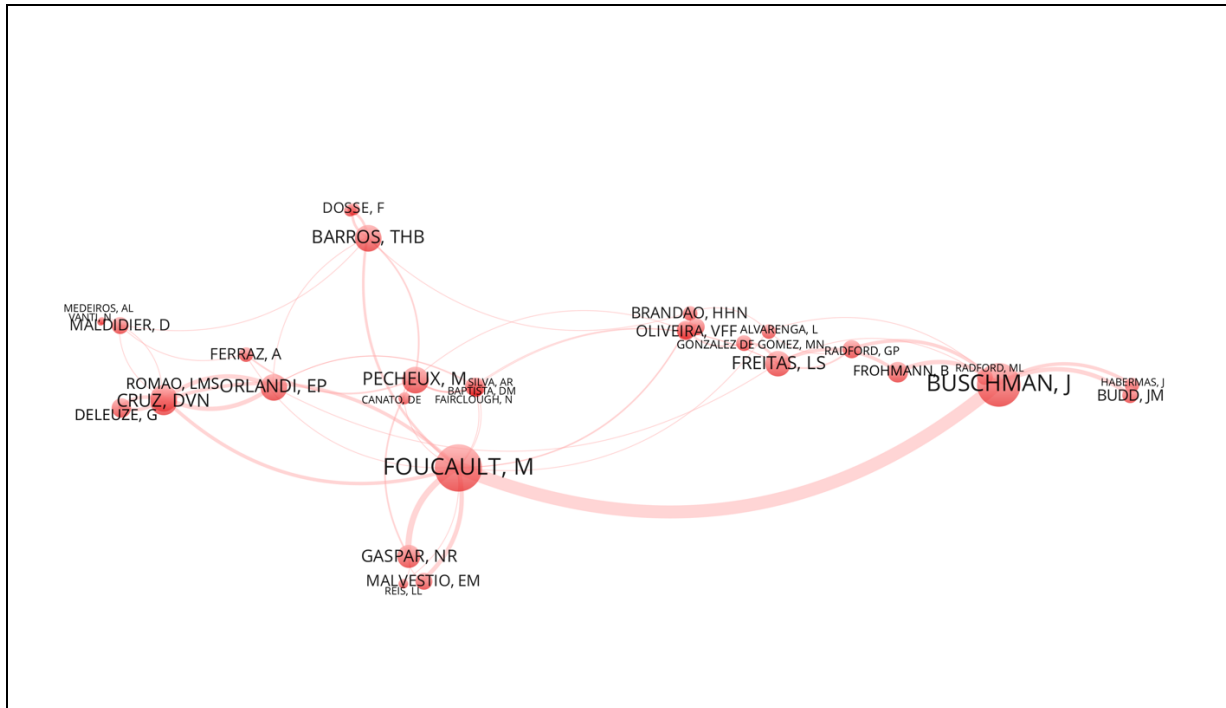 DOSSE, F
BARROS, THB
MEDEIROS, AL
VANTI, N
MALDIDIER, D
FERRAZ, A
ROMAO, LMS
ORLANDI, EP
CRUZ, DVN
DELEUZE, G
PECHEUX, M
SILVA, AR
BAPTISTA, DM
CANATO, DE
FAIRCLOUGH, N
FOUCAULT, M
GASPAR, NR
MALVESTIO, EM
REIS, LL
BRANDAO, HHN
OLIVEIRA, VFF
ALVARENGA, L
GONZALEZ DE GOMEZ, MN
FREITAS, LS
RADFORD, GP
FROHMANN, B
RADFORD, ML
BUSCHMAN, J
HABERMAS, J
BUDD, JM